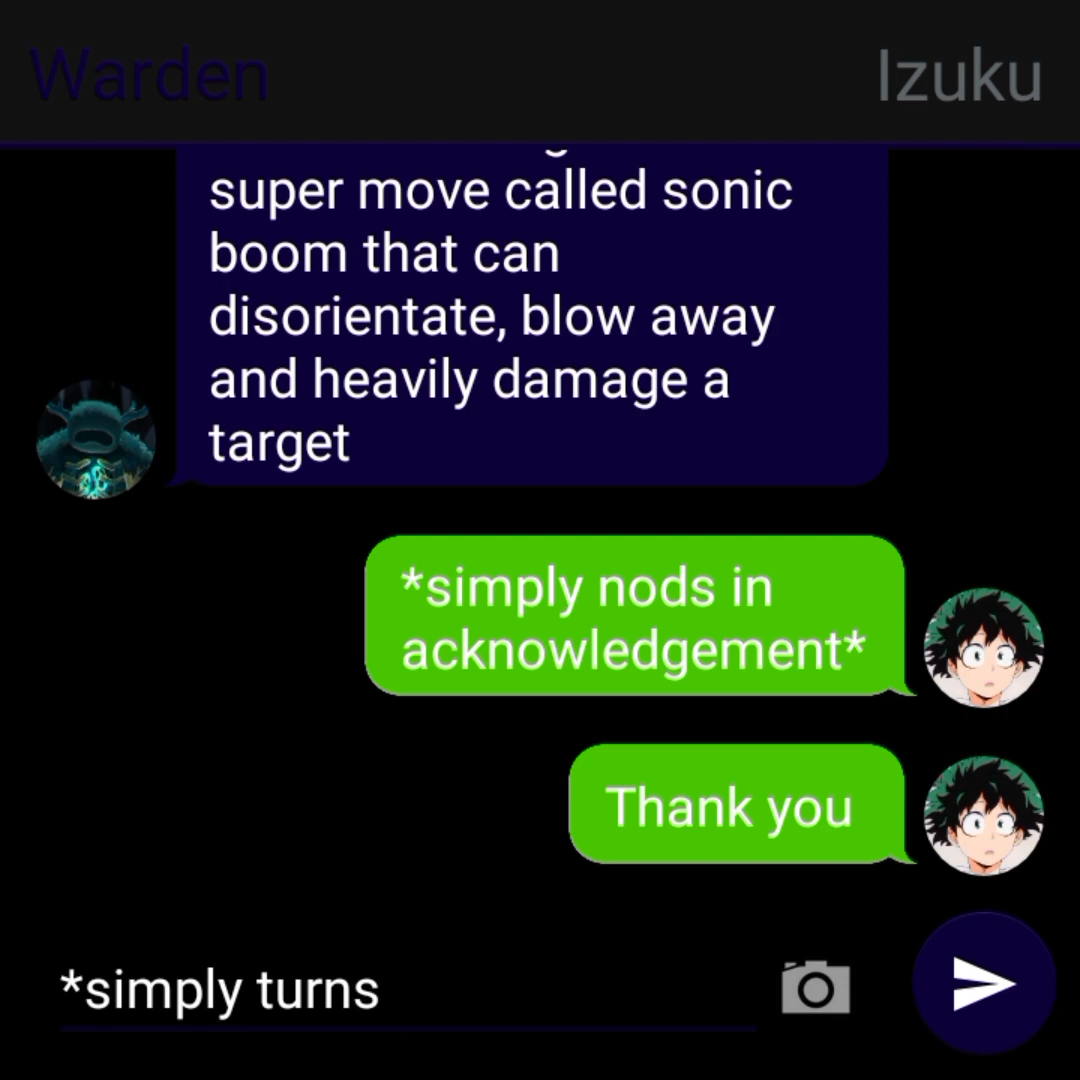 Warden Izuku
super move called sonic
boom that can
disorientate, blow away
and heavily damage a
target
*simply nods in
acknowledgement*
Thank you
*simply turns